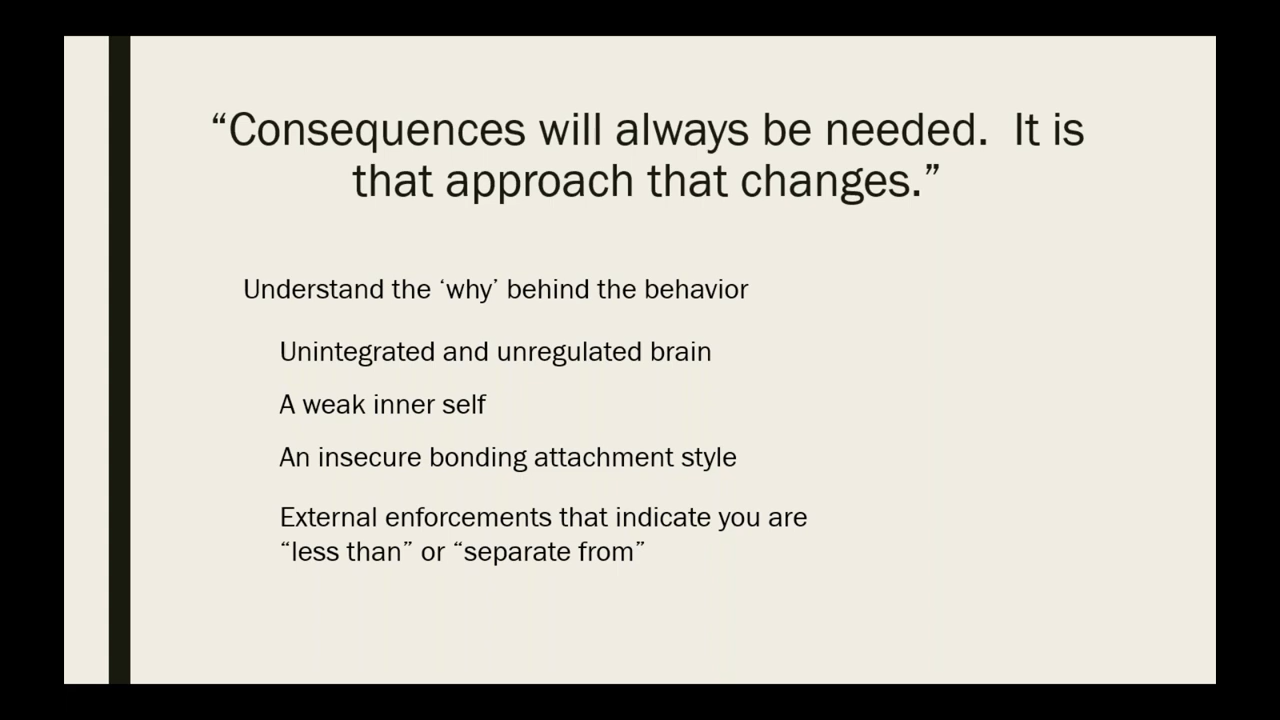 “Consequences will always be needed.  It is
that approach that changes.”
Understand the ‘why’ behind the behavior
Unintegrated and unregulated brain
A weak inner self
An insecure bonding attachment style
External enforcements that indicate you are
“less than” or “separate from”